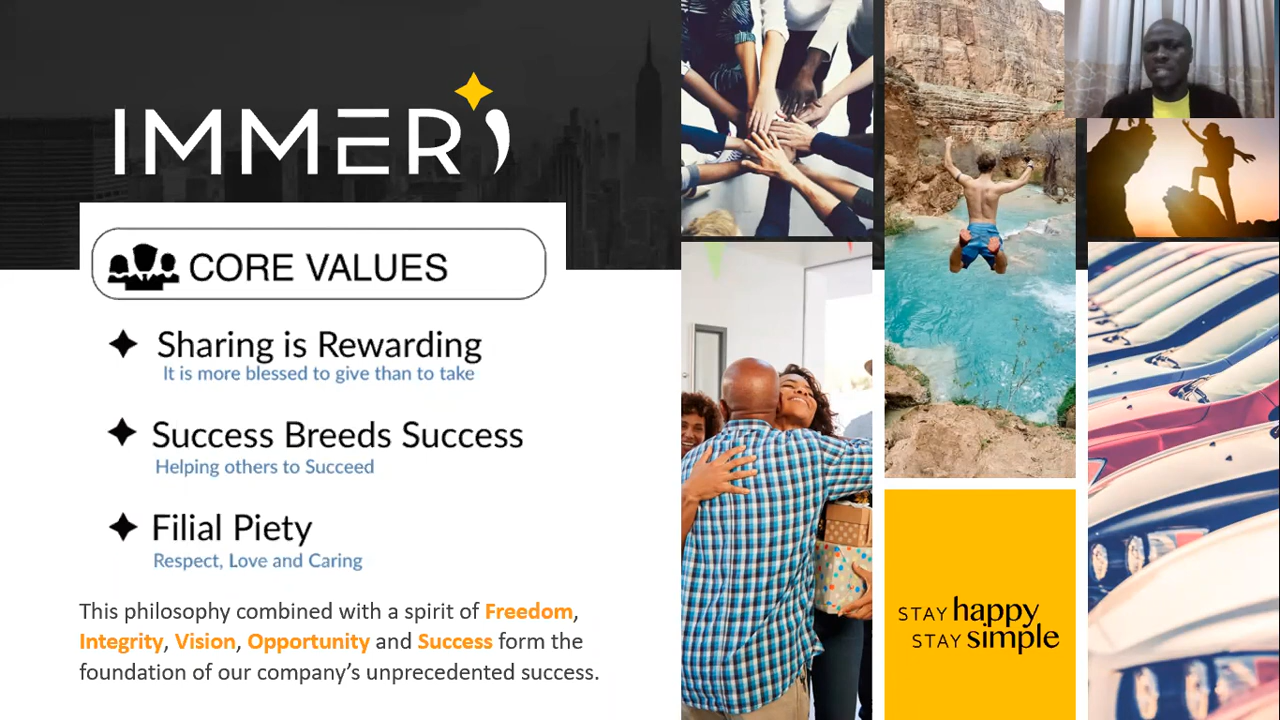 IMMERI
CORE VALUES
Sharing is Rewarding
It is more blessed to give than to take
Success Breeds Success
Helping others to Succeed
Filial Piety
Respect, Love and Caring
This philosophy combined with a spirit of Freedom,
Integrity, Vision, Opportunity and Success form the
foundation of our company’s unprecedented success.
STAY happy
STAY simple